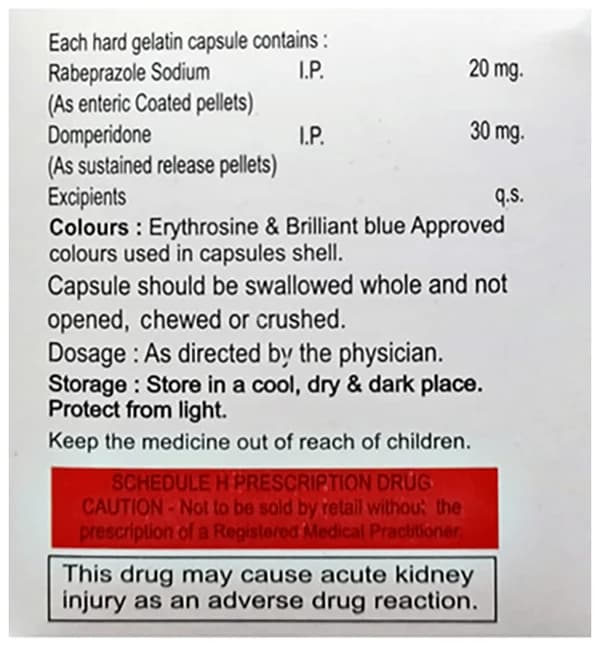 Each hard gelatin capsule contains :
Rabeprazole Sodium I.P. 20 mg.
(As enteric Coated pellets)
Domperidone I.P. 30 mg.
(As sustained release pellets)
Excipients q.s.
Colours : Erythrosine & Brilliant blue Approved
colours used in capsules shell.
Capsule should be swallowed whole and not
opened, chewed or crushed.
Dosage : As directed by the physician.
Storage : Store in a cool, dry & dark place.
Protect from light.
Keep the medicine out of reach of children.
SCHEDULE H PRESCRIPTION DRUG
CAUTION - Not to be sold by retail without the
prescription of a Registered Medical Practitioner.
This drug may cause acute kidney
injury as an adverse drug reaction.